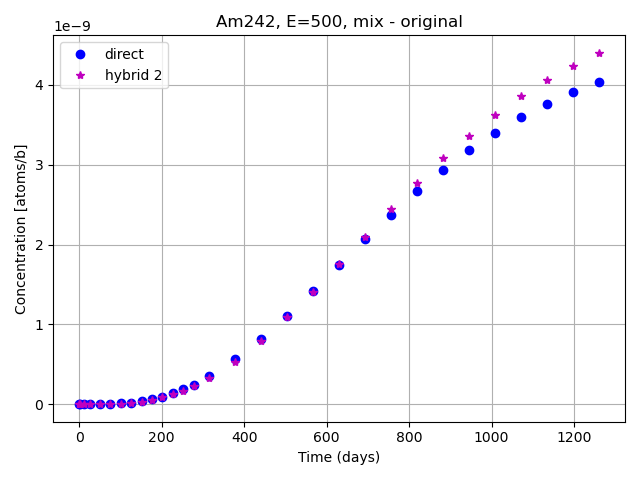 Am242, E=500, mix - original
1e−9
direct
hybrid 2
4
3
2
1
0
Concentration [atoms/b]
0 200 400 600 800 1000 1200
Time (days)